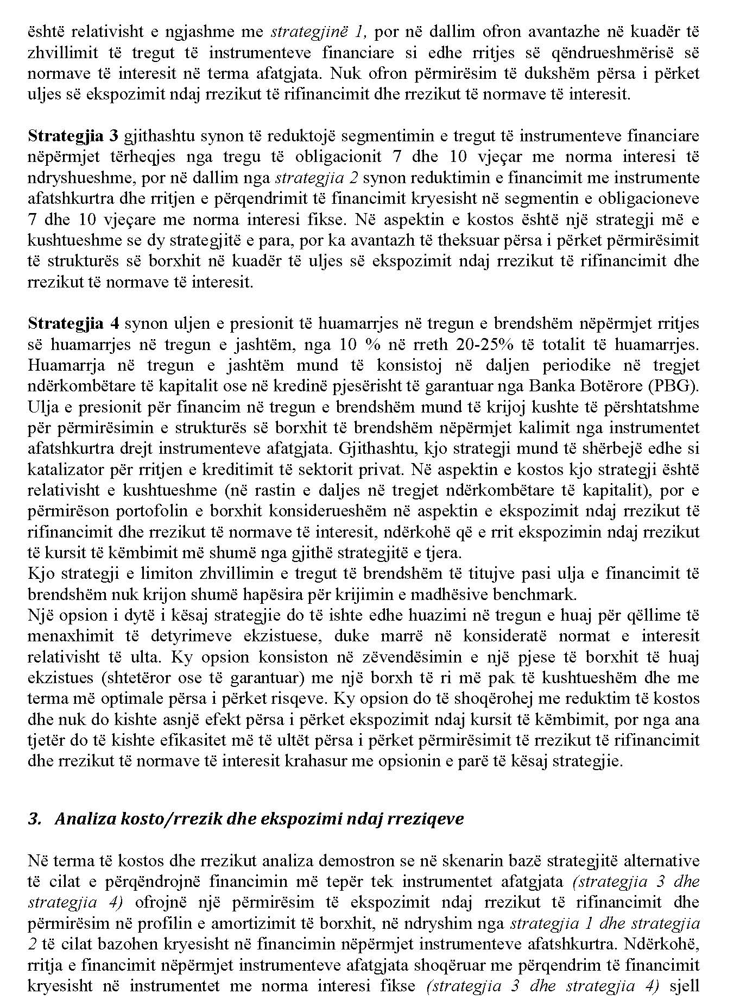 është relativisht e ngjashme me strategjinë 1, por në dallim ofron avantazhe në kuadër të
zhvillimit të tregut të instrumenteve financiare si edhe rritjes së qëndrueshmërisë së
normave të interesit në terma afatgjata. Nuk ofron përmirësim të dukshëm përsa i përket
uljes së ekspozimit ndaj rrezikut të rifinancimit dhe rrezikut të normave të interesit.
Strategjia 3 gjithashtu synon të reduktojë segmentimin e tregut të instrumenteve financiare
nëpërmjet tërheqjes nga tregu të obligacionit 7 dhe 10 vjeçar me norma interesi të
ndryshueshme, por në dallim nga strategjia 2 synon reduktimin e financimit me instrumente
afatshkurtra dhe rritjen e përqendrimit të financimit kryesisht në segmentin e obligacioneve
7 dhe 10 vjeçare me norma interesi fikse. Në aspektin e kostos është një strategji më e
kushtueshme se dy strategjitë e para, por ka avantazh të theksuar përsa i përket përmirësimit
të strukturës së borxhit në kuadër të uljes së ekspozimit ndaj rrezikut të rifinancimit dhe
rrezikut të normave të interesit.
Strategjia 4 synon uljen e presionit të huamarrjes në tregun e brendshëm nëpërmjet rritjes
së huamarrjes në tregun e jashtëm, nga 10 % në rreth 20-25% të totalit të huamarrjes.
Huamarrja në tregun e jashtëm mund të konsistoj në daljen periodike në tregjet
ndërkombëtare të kapitalit ose në kredinë pjesërisht të garantuar nga Banka Botërore (PBG).
Ulja e presionit për financim në tregun e brendshëm mund të krijoj kushte të përshtatshme
për përmirësimin e strukturës së borxhit të brendshëm nëpërmjet kalimit nga instrumentet
afatshkurtra drejt instrumenteve afatgjata. Gjithashtu, kjo strategji mund të shërbejë edhe si
katalizator për rritjen e kreditimit të sektorit privat. Në aspektin e kostos kjo strategji është
relativisht e kushtueshme (në rastin e daljes në tregjet ndërkombëtare të kapitalit), por e
përmirëson portofolin e borxhit konsiderueshëm në aspektin e ekspozimit ndaj rrezikut të
rifinancimit dhe rrezikut të normave të interesit, ndërkohë që e rrit ekspozimin ndaj rrezikut
të kursit të këmbimit më shumë nga gjithë strategjitë e tjera.
Kjo strategji e limiton zhvillimin e tregut të brendshëm të titujve pasi ulja e financimit të
brendshëm nuk krijon shumë hapësira për krijimin e madhësive benchmark.
Një opsion i dytë i kësaj strategjie do të ishte edhe huazimi në tregun e huaj për qëllime të
menaxhimit të detyrimeve ekzistuese, duke marrë në konsideratë normat e interesit
relativisht të ulta. Ky opsion konsiston në zëvendësimin e një pjese të borxhit të huaj
ekzistues (shtetëror ose të garantuar) me një borxh të ri më pak të kushtueshëm dhe me
terma më optimale përsa i përket risqeve. Ky opsion do të shoqërohej me reduktim të kostos
dhe nuk do kishte asnjë efekt përsa i përket ekspozimit ndaj kursit të këmbimit, por nga ana
tjetër do të kishte efikasitet më të ultët përsa i përket përmirësimit të rrezikut të rifinancimit
dhe rrezikut të normave të interesit krahasur me opsionin e parë të kësaj strategjie.
3. Analiza kosto/rrezik dhe ekspozimi ndaj rreziqeve
Në terma të kostos dhe rrezikut analiza demostron se në skenarin bazë strategjitë alternative
të cilat e përqëndrojnë financimin më tepër tek instrumentet afatgjata (strategjia 3 dhe
strategjia 4) ofrojnë një përmirësim të ekspozimit ndaj rrezikut të rifinancimit dhe
përmirësim në profilin e amortizimit të borxhit, në ndryshim nga strategjia 1 dhe strategjia
2 të cilat bazohen kryesisht në financimin nëpërmjet instrumenteve afatshkurtra. Ndërkohë,
rritja e financimit nëpërmjet instrumenteve afatgjata shoqëruar me përqendrim të financimit
kryesisht në instrumentet me norma interesi fikse (strategjia 3 dhe strategjia 4) sjell